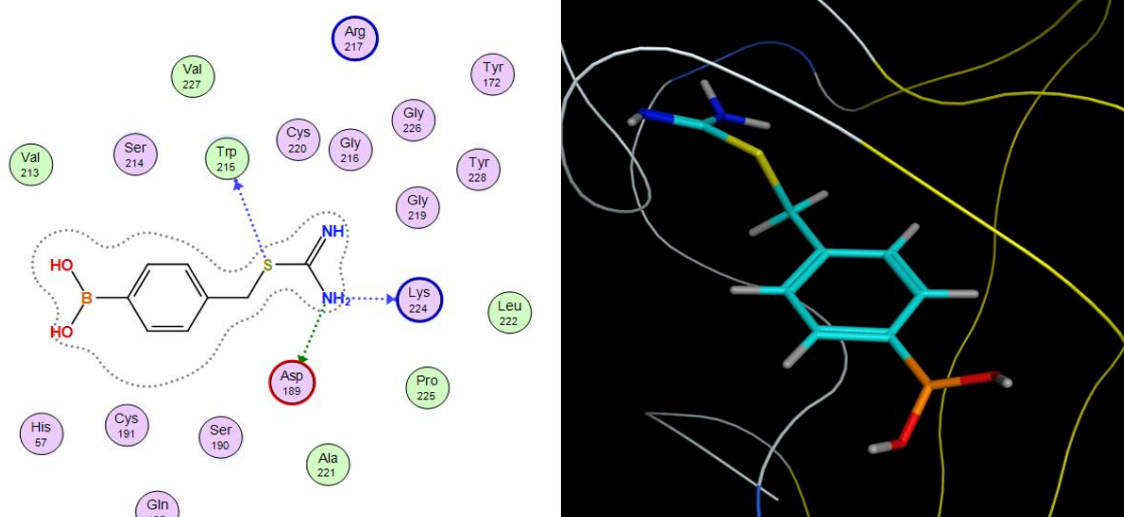 Arg
217
Val
227
Tyr
172
Gly
226
Cys
220
Gly
216
Ser
214
Trp
215
Val
213
Tyr
228
Gly
219
HO
B
HO
S
NH
NH₂
Lys
224
Leu
222
Asp
189
Pro
225
His
57
Cys
191
Ser
190
Ala
221
Gln